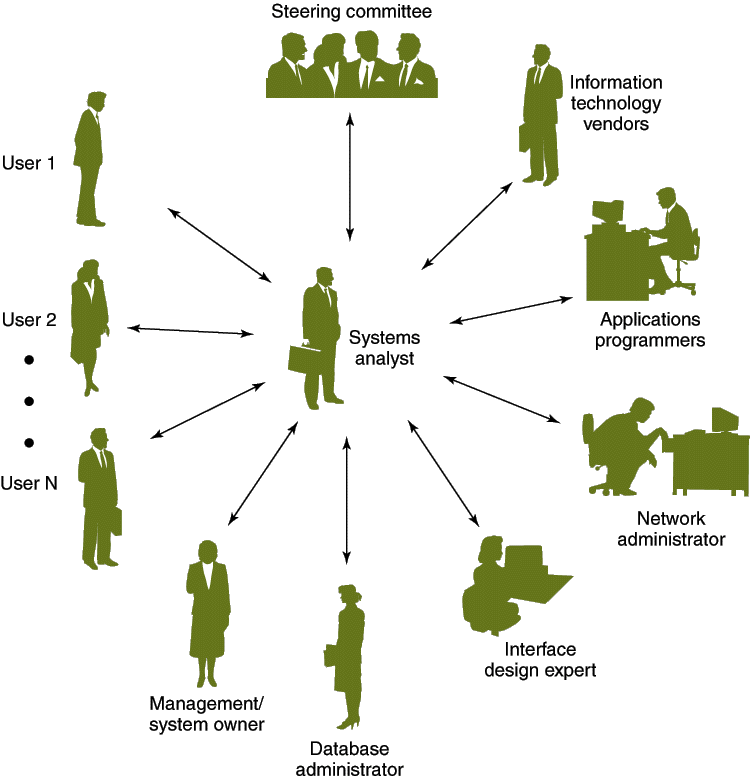 Steering committee
Information
technology
vendors
User 1
Applications
programmers
User 2
Systems
analyst
User N
Network
administrator
Interface
design expert
Management/
system owner
Database
administrator